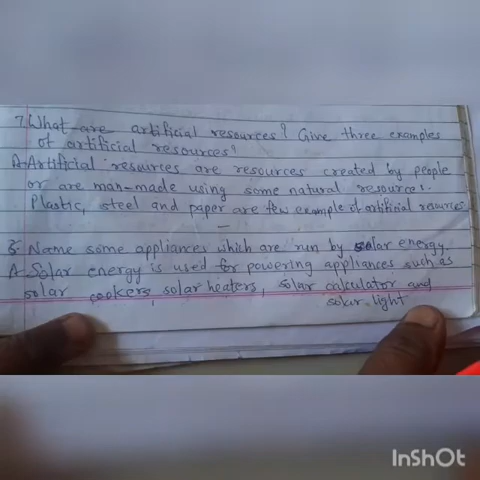 7. What are artificial resources? Give three examples
of artificial resources?
A- Artificial resources are resources created by people
or are man-made using some natural resources.
Plastic, steel and paper are few example of artificial resources
8- Name some appliances which are run by solar energy.
A- Solar energy is used for powering appliances such as
solar cookers, solar heaters, solar calculator and
solar light
InShOt